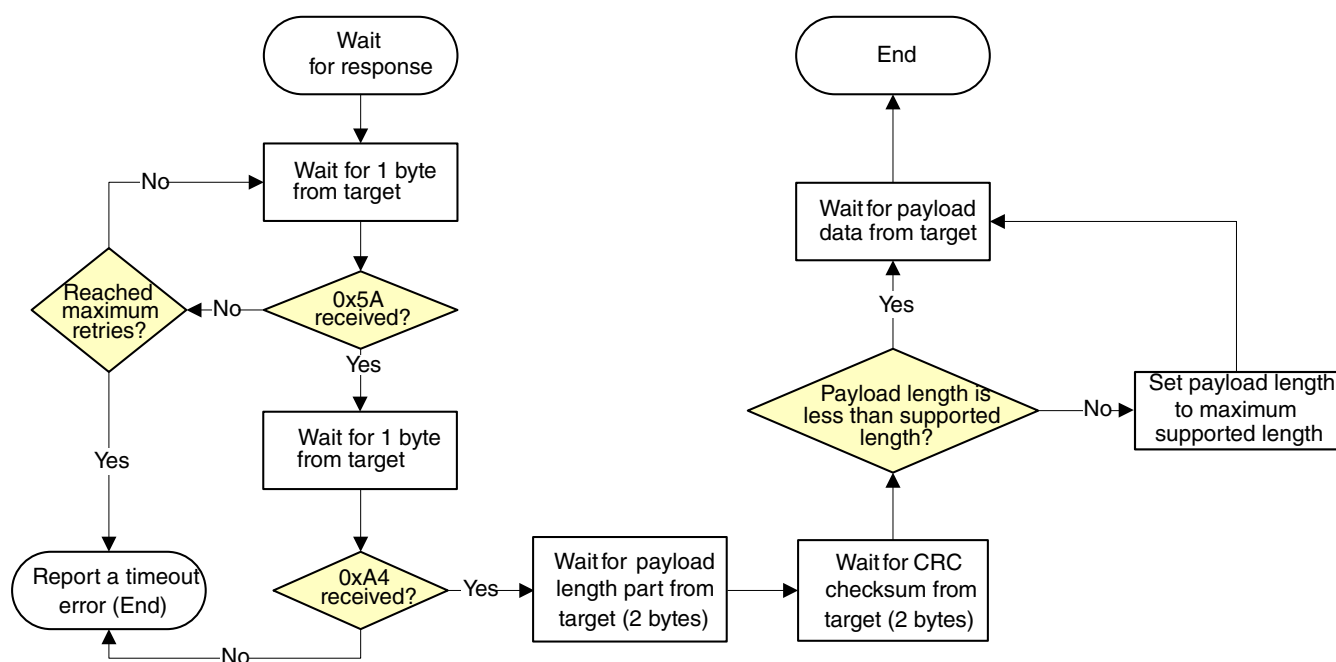 Wait
for response
Wait for 1 byte
from target
No
Reached
maximum
retries?
No
0x5A
received?
Yes
Yes
Wait for 1 byte
from target
Report a timeout
error (End)
0xA4
received?
No
Yes
Wait for payload
length part from
target (2 bytes)
Wait for CRC
checksum from
target (2 bytes)
Payload length is
less than supported
length?
No
Set payload length
to maximum
supported length
Yes
Wait for payload
data from target
End